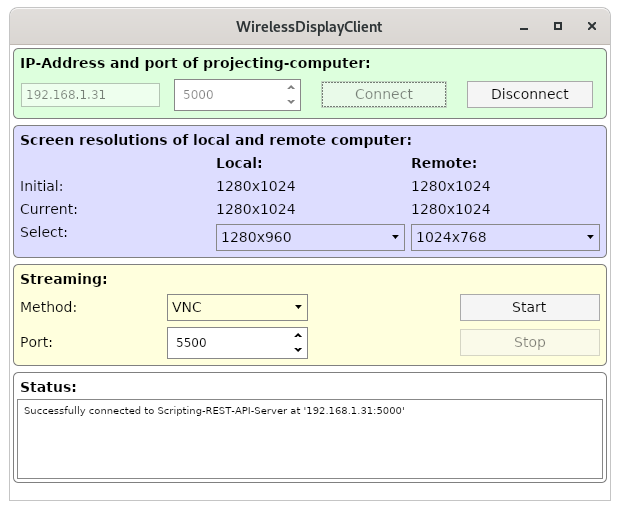 WirelessDisplayClient
IP-Address and port of projecting-computer:
192.168.1.31 5000 Connect Disconnect
Screen resolutions of local and remote computer:
Local: Remote:
Initial: 1280x1024 1280x1024
Current: 1280x1024 1280x1024
Select: 1280x960 1024x768
Streaming:
Method: VNC Start
Port: 5500 Stop
Status:
Successfully connected to Scripting-REST-API-Server at '192.168.1.31:5000'